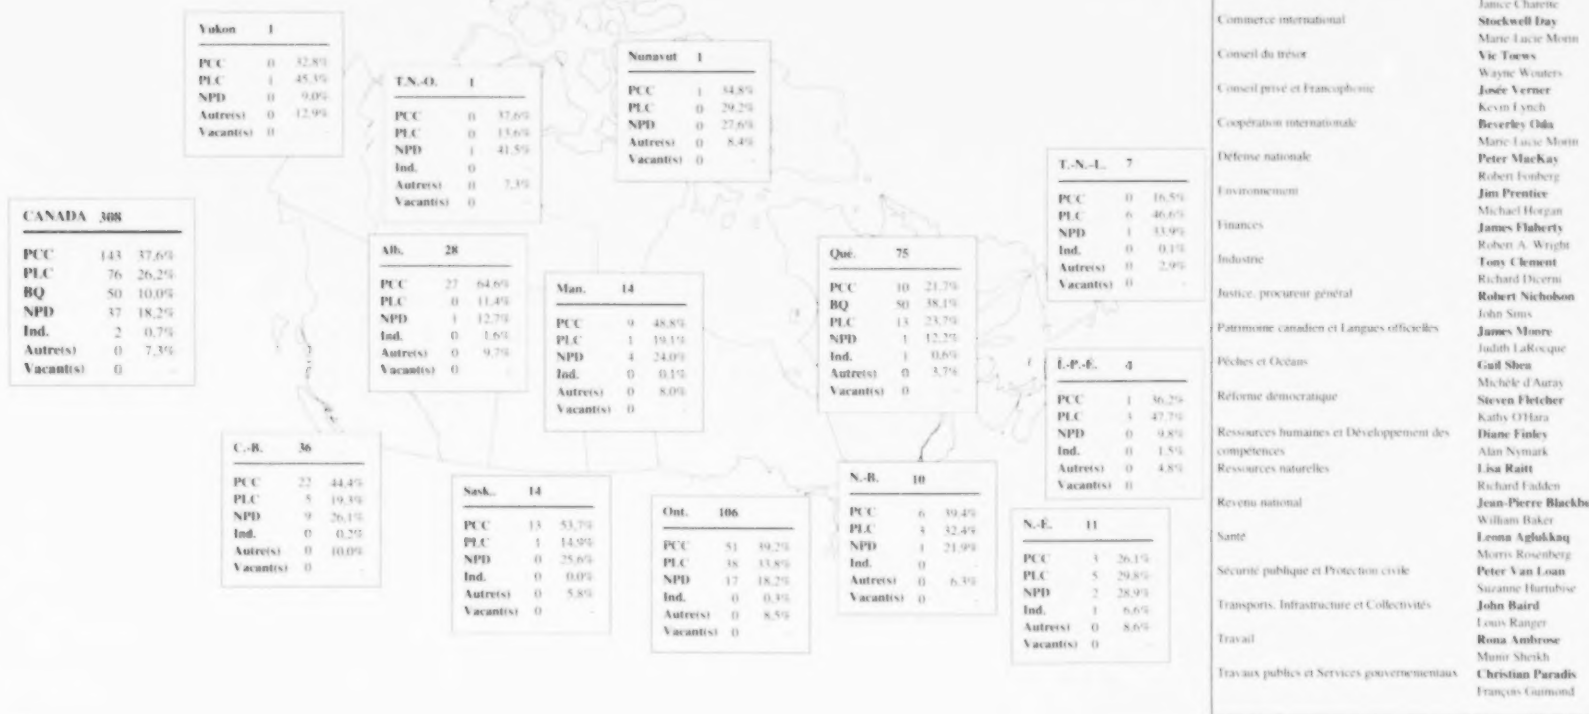 Yukon 1
PCC 0 32,8%
PLC 1 45,3%
NPD 0 9,0%
Autre(s) 0 12,9%
Vacant(s) 0 -
T.N.-O. 1
PCC 0 37,6%
PLC 0 13,6%
NPD 1 41,5%
Ind. 0
Autre(s) 0 7,3%
Vacant(s) 0 -
Nunavut 1
PCC 1 34,8%
PLC 0 29,2%
NPD 0 27,6%
Autre(s) 0 8,4%
Vacant(s) 0 -
CANADA 308
PCC 143 37,6%
PLC 76 26,2%
BQ 50 10,0%
NPD 37 18,2%
Ind. 2 0,7%
Autre(s) 0 7,3%
Vacant(s) 0 -
Alb. 28
PCC 27 64,6%
PLC 0 11,4%
NPD 1 12,7%
Ind. 0 1,6%
Autre(s) 0 9,7%
Vacant(s) 0 -
Man. 14
PCC 9 48,8%
PLC 1 19,1%
NPD 4 24,0%
Ind. 0 0,1%
Autre(s) 0 8,0%
Vacant(s) 0 -
Qué. 75
PCC 10 21,7%
BQ 50 38,1%
PLC 13 23,7%
NPD 1 12,2%
Ind. 1 0,6%
Autre(s) 0 3,7%
Vacant(s) 0 -
T.-N.-L. 7
PCC 0 16,5%
PLC 6 46,6%
NPD 1 33,9%
Ind. 0 0,1%
Autre(s) 0 2,9%
Vacant(s) 0 -
Î.-P.-É. 4
PCC 1 36,2%
PLC 3 47,7%
NPD 0 9,8%
Ind. 0 1,5%
Autre(s) 0 4,8%
Vacant(s) 0 -
C.-B. 36
PCC 22 44,4%
PLC 5 19,3%
NPD 9 26,1%
Ind. 0 0,2%
Autre(s) 0 10,0%
Vacant(s) 0 -
Sask.. 14
PCC 13 53,7%
PLC 1 14,9%
NPD 0 25,6%
Ind. 0 0,0%
Autre(s) 0 5,8%
Vacant(s) 0 -
Ont. 106
PCC 51 39,2%
PLC 38 33,8%
NPD 17 18,2%
Ind. 0 0,3%
Autre(s) 0 8,5%
Vacant(s) 0 -
N.-B. 10
PCC 6 39,4%
PLC 3 32,4%
NPD 1 21,9%
Ind. 0 -
Autre(s) 0 6,3%
Vacant(s) 0 -
N.-É. 11
PCC 3 26,1%
PLC 5 29,8%
NPD 2 28,9%
Ind. 1 6,6%
Autre(s) 0 8,6%
Vacant(s) 0 -
Janice Charette
Commerce international Stockwell Day
Marie-Lucie Morin
Conseil du trésor Vic Toews
Wayne Wouters
Conseil privé et Francophonie Josée Verner
Kevin Lynch
Coopération internationale Beverley Oda
Marie-Lucie Morin
Défense nationale Peter MacKay
Robert Fonberg
Environnement Jim Prentice
Michael Horgan
Finances James Flaherty
Robert A. Wright
Industrie Tony Clement
Richard Dicerni
Justice, procureur général Robert Nicholson
John Sims
Patrimoine canadien et Langues officielles James Moore
Judith LaRocque
Pêches et Océans Gail Shea
Michèle d'Auray
Réforme démocratique Steven Fletcher
Kathy O'Hara
Ressources humaines et Développement des Diane Finley
compétences Alan Nymark
Ressources naturelles Lisa Raitt
Richard Fadden
Revenu national Jean-Pierre Blackbu
William Baker
Santé Leona Aglukkaq
Morris Rosenberg
Sécurité publique et Protection civile Peter Van Loan
Suzanne Hurtubise
Transports, Infrastructure et Collectivités John Baird
Louis Ranger
Travail Rona Ambrose
Munir Sheikh
Travaux publics et Services gouvernementaux Christian Paradis
François Guimond